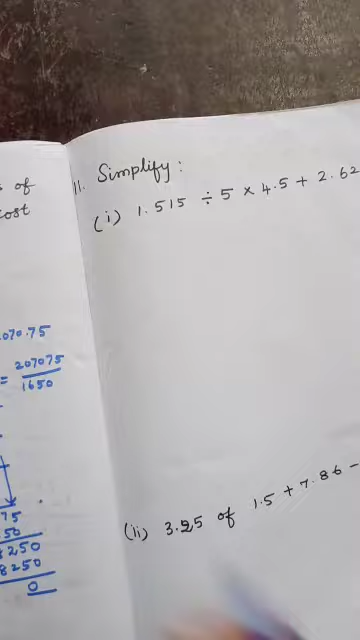 of
cost
070.75
= 207075
1650
75
50
8250
8250
0
11. Simplify:
(i) 1.515 ÷ 5 × 4.5 + 2.62
(ii) 3.25 of 1.5 + 7.86 -